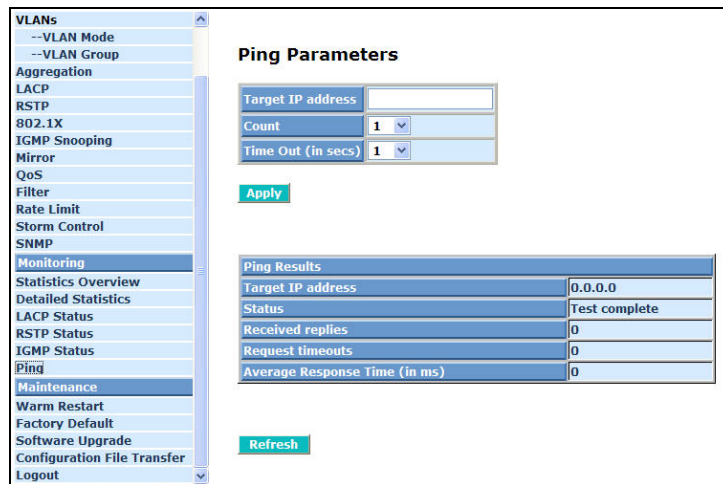 VLANs
--VLAN Mode
--VLAN Group
Aggregation
LACP
RSTP
802.1X
IGMP Snooping
Mirror
QoS
Filter
Rate Limit
Storm Control
SNMP
Monitoring
Statistics Overview
Detailed Statistics
LACP Status
RSTP Status
IGMP Status
Ping
Maintenance
Warm Restart
Factory Default
Software Upgrade
Configuration File Transfer
Logout
Ping Parameters
Target IP address
Count 1
Time Out (in secs) 1
Apply
Ping Results
Target IP address 0.0.0.0
Status Test complete
Received replies 0
Request timeouts 0
Average Response Time (in ms) 0
Refresh